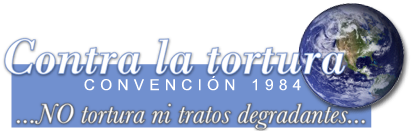 Contra la tortura
CONVENCIÓN 1984
...NO tortura ni tratos degradantes...